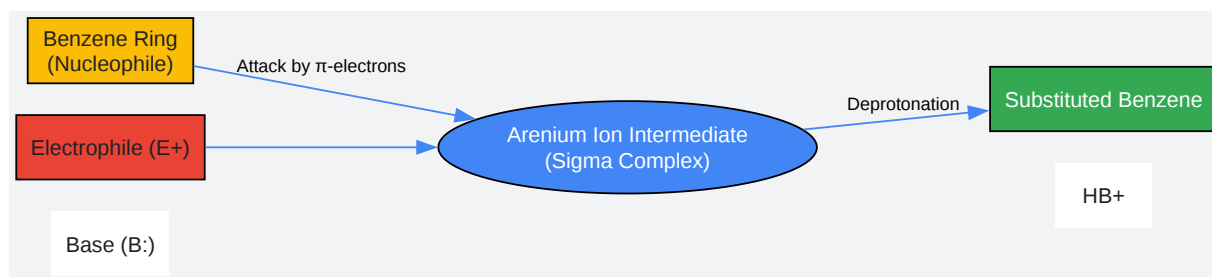 Benzene Ring
(Nucleophile)
Attack by π-electrons
Electrophile (E+)
Base (B:)
Arenium Ion Intermediate
(Sigma Complex)
Deprotonation
Substituted Benzene
HB+